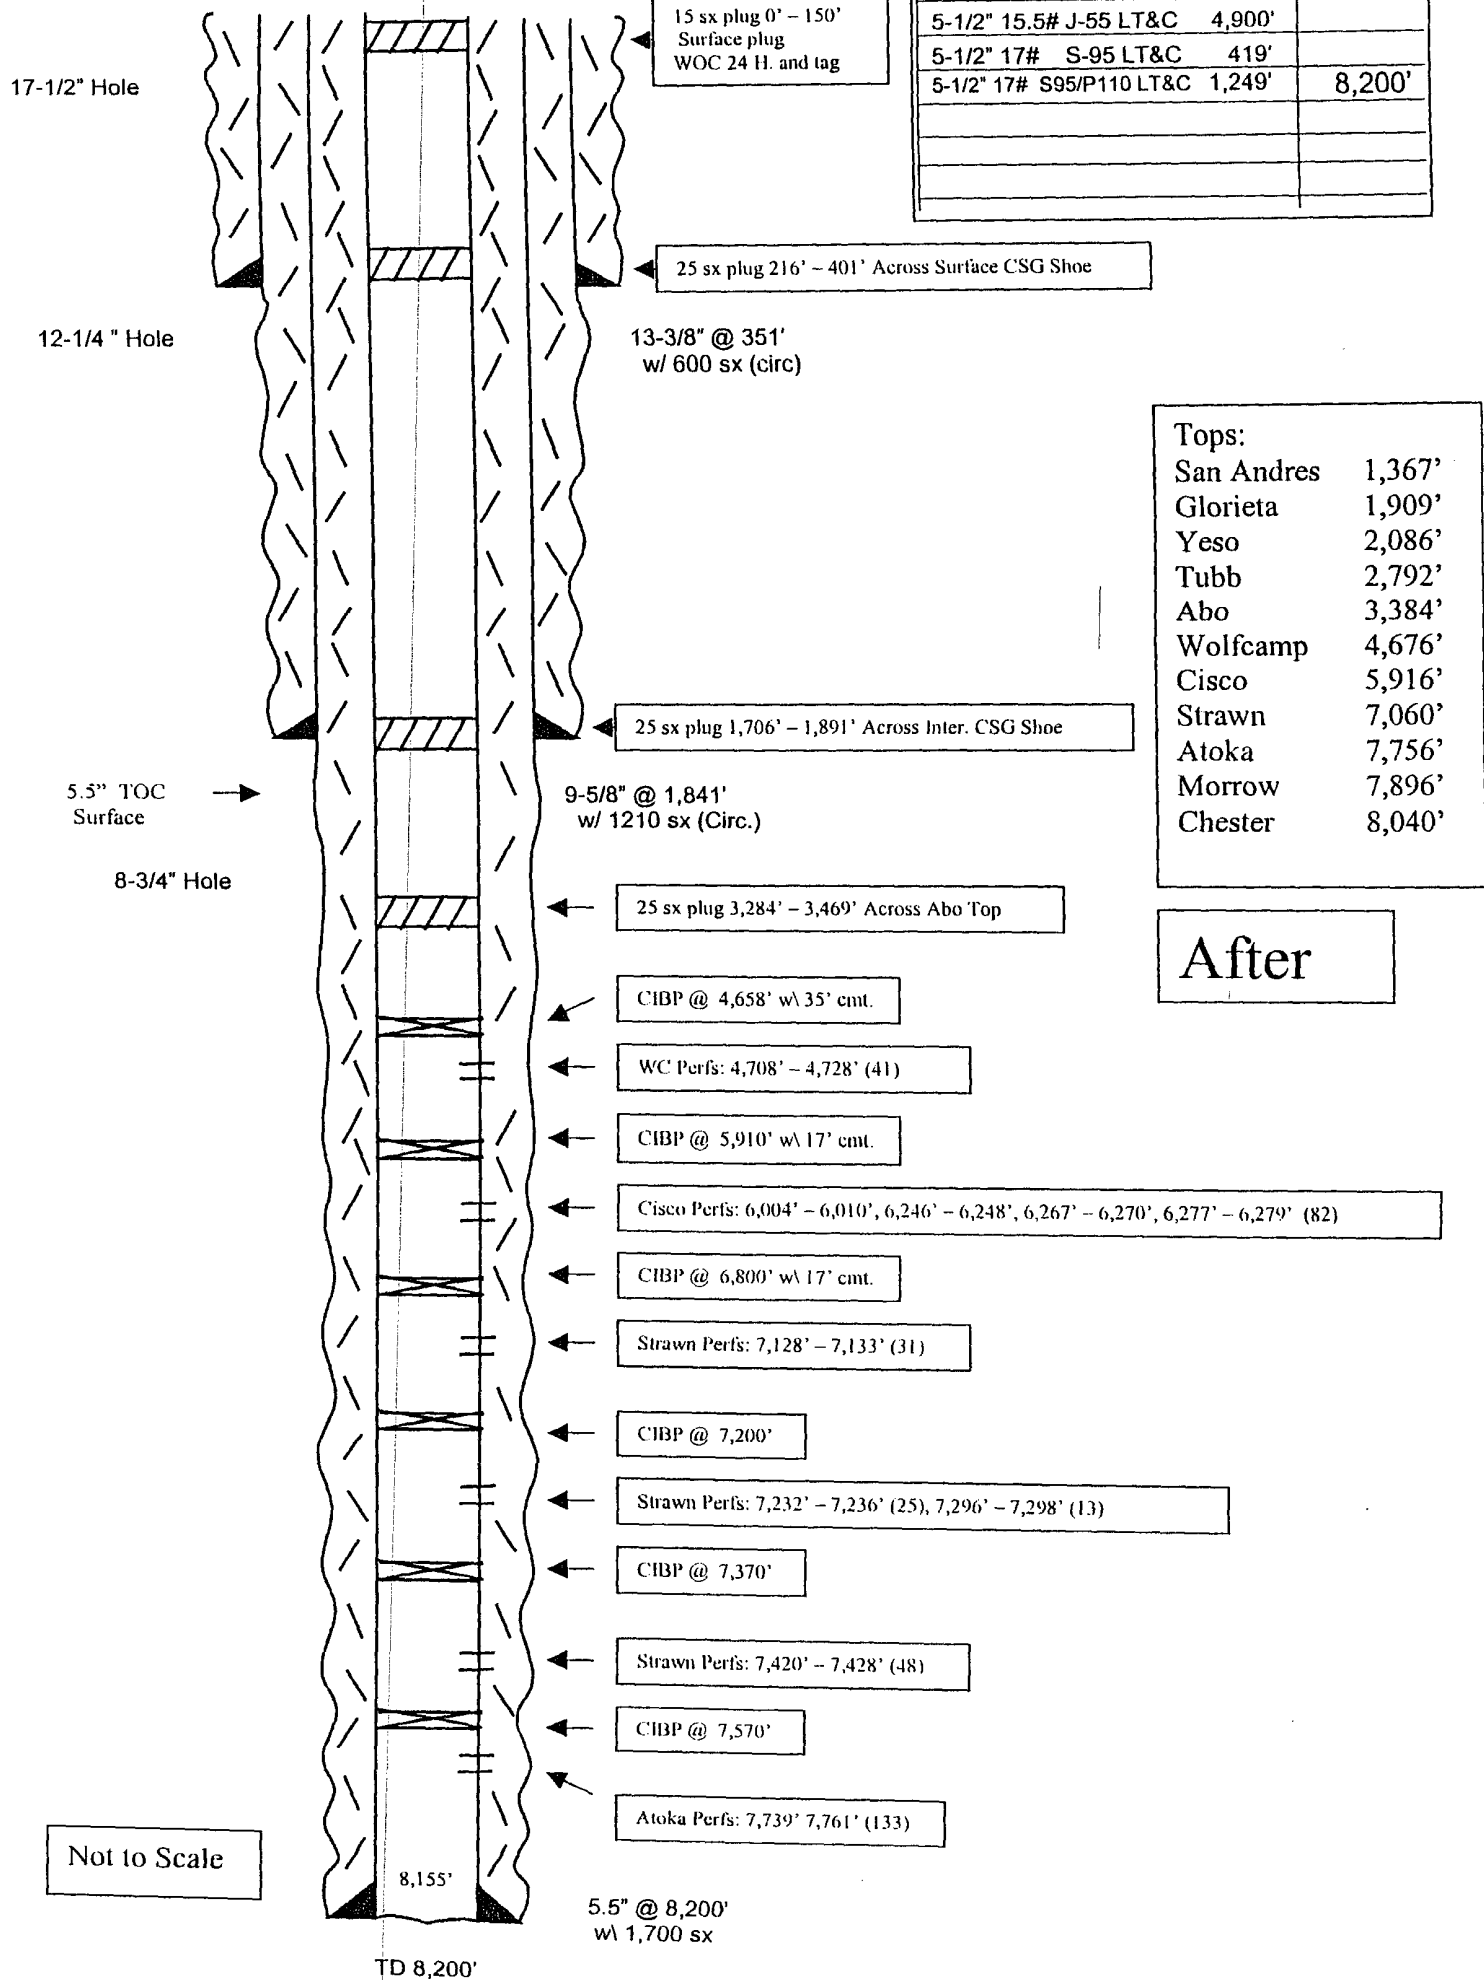 15 sx plug 0' – 150'
Surface plug
WOC 24 H. and tag
5-1/2" 15.5# J-55 LT&C 4,900'
5-1/2" 17# S-95 LT&C 419'
5-1/2" 17# S95/P110 LT&C 1,249' 8,200'
17-1/2" Hole
25 sx plug 216' – 401' Across Surface CSG Shoe
12-1/4 " Hole
13-3/8" @ 351'
w/ 600 sx (circ)
Tops:
San Andres 1,367'
Glorieta 1,909'
Yeso 2,086'
Tubb 2,792'
Abo 3,384'
Wolfcamp 4,676'
Cisco 5,916'
Strawn 7,060'
Atoka 7,756'
Morrow 7,896'
Chester 8,040'
25 sx plug 1,706' – 1,891' Across Inter. CSG Shoe
5.5" TOC
Surface
9-5/8" @ 1,841'
w/ 1210 sx (Circ.)
8-3/4" Hole
25 sx plug 3,284' – 3,469' Across Abo Top
After
CIBP @ 4,658' w\ 35' cmt.
WC Perfs: 4,708' – 4,728' (41)
CIBP @ 5,910' w\ 17' cmt.
Cisco Perfs: 6,004' – 6,010', 6,246' – 6,248', 6,267' – 6,270', 6,277' – 6,279' (82)
CIBP @ 6,800' w\ 17' cmt.
Strawn Perfs: 7,128' – 7,133' (31)
CIBP @ 7,200'
Strawn Perfs: 7,232' – 7,236' (25), 7,296' – 7,298' (13)
CIBP @ 7,370'
Strawn Perfs: 7,420' – 7,428' (48)
CIBP @ 7,570'
Atoka Perfs: 7,739' 7,761' (133)
Not to Scale
8,155'
5.5" @ 8,200'
w\ 1,700 sx
TD 8,200'